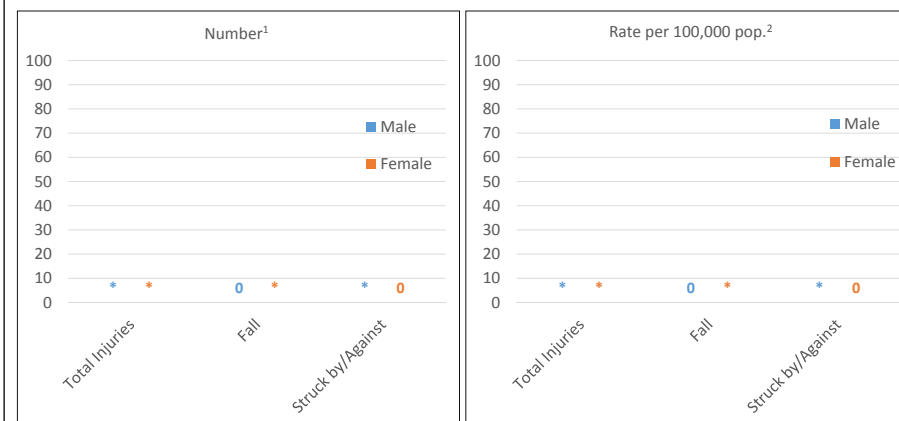 Number¹
100
90
80
70
60
50
40
30
20
10
0
Male
Female
* * 0 * * 0
Total Injuries
Fall
Struck by/Against
Rate per 100,000 pop.²
100
90
80
70
60
50
40
30
20
10
0
Male
Female
* * 0 * * 0
Total Injuries
Fall
Struck by/Against